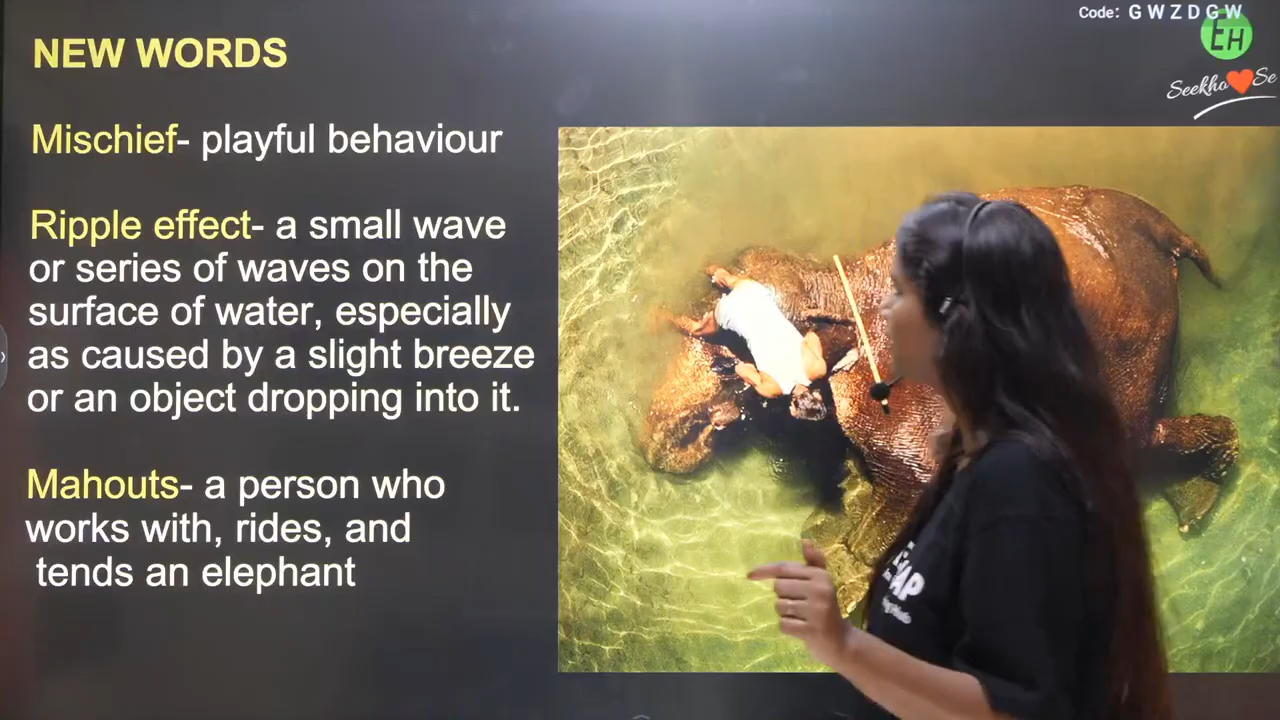 Code: G W Z D G W
EH
Seekho ❤️ Se
NEW WORDS
Mischief- playful behaviour
Ripple effect- a small wave
or series of waves on the
surface of water, especially
as caused by a slight breeze
or an object dropping into it.
Mahouts- a person who
works with, rides, and
tends an elephant